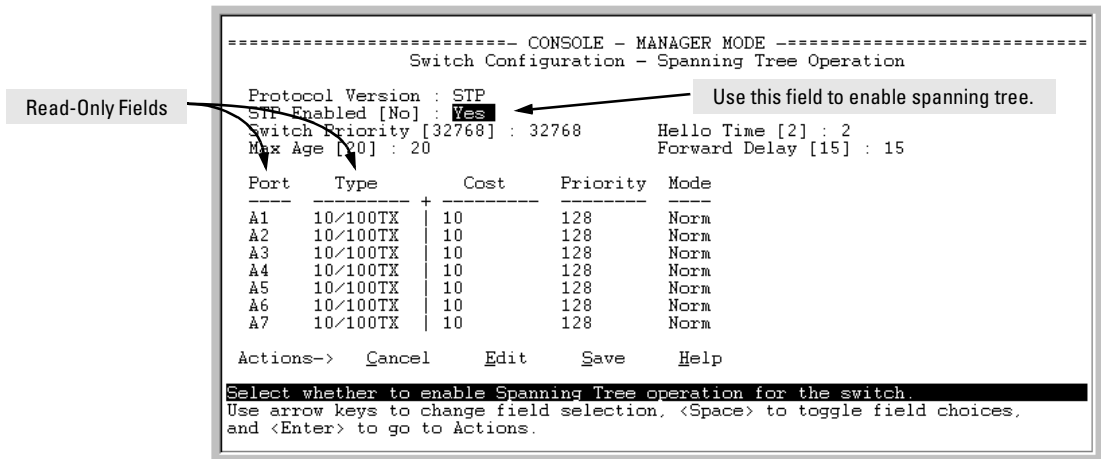 ===========================- CONSOLE - MANAGER MODE -============================
Switch Configuration - Spanning Tree Operation
Read-Only Fields
Protocol Version : STP
Use this field to enable spanning tree.
STP Enabled [No] : Yes
Switch Priority [32768] : 32768 Hello Time [2] : 2
Max Age [20] : 20 Forward Delay [15] : 15
Port Type Cost Priority Mode
---- --------- + --------- -------- ----
A1 10/100TX | 10 128 Norm
A2 10/100TX | 10 128 Norm
A3 10/100TX | 10 128 Norm
A4 10/100TX | 10 128 Norm
A5 10/100TX | 10 128 Norm
A6 10/100TX | 10 128 Norm
A7 10/100TX | 10 128 Norm
Actions-> Cancel Edit Save Help
Select whether to enable Spanning Tree operation for the switch.
Use arrow keys to change field selection, <Space> to toggle field choices,
and <Enter> to go to Actions.